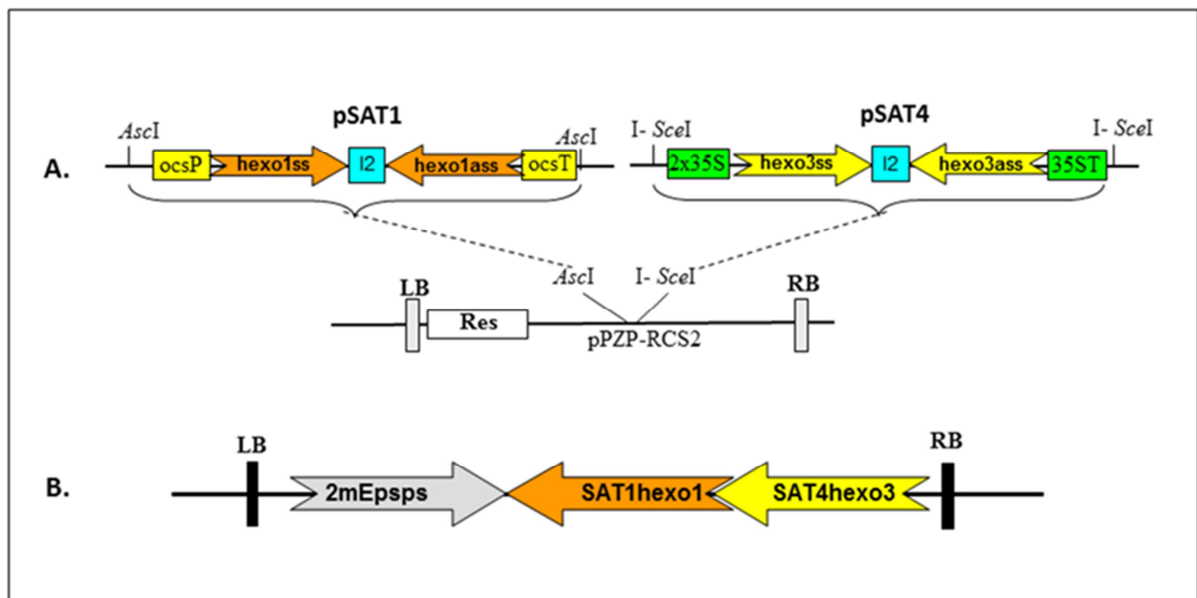 A.
pSAT1
AscI
AscI
ocsP
hexo1ss
I2
hexo1ass
ocsT
pSAT4
I- SceI
I- SceI
2x35S
hexo3ss
I2
hexo3ass
35ST
AscI
I- SceI
LB
Res
pPZP-RCS2
RB
B.
LB
2mEpsps
SAT1hexo1
SAT4hexo3
RB